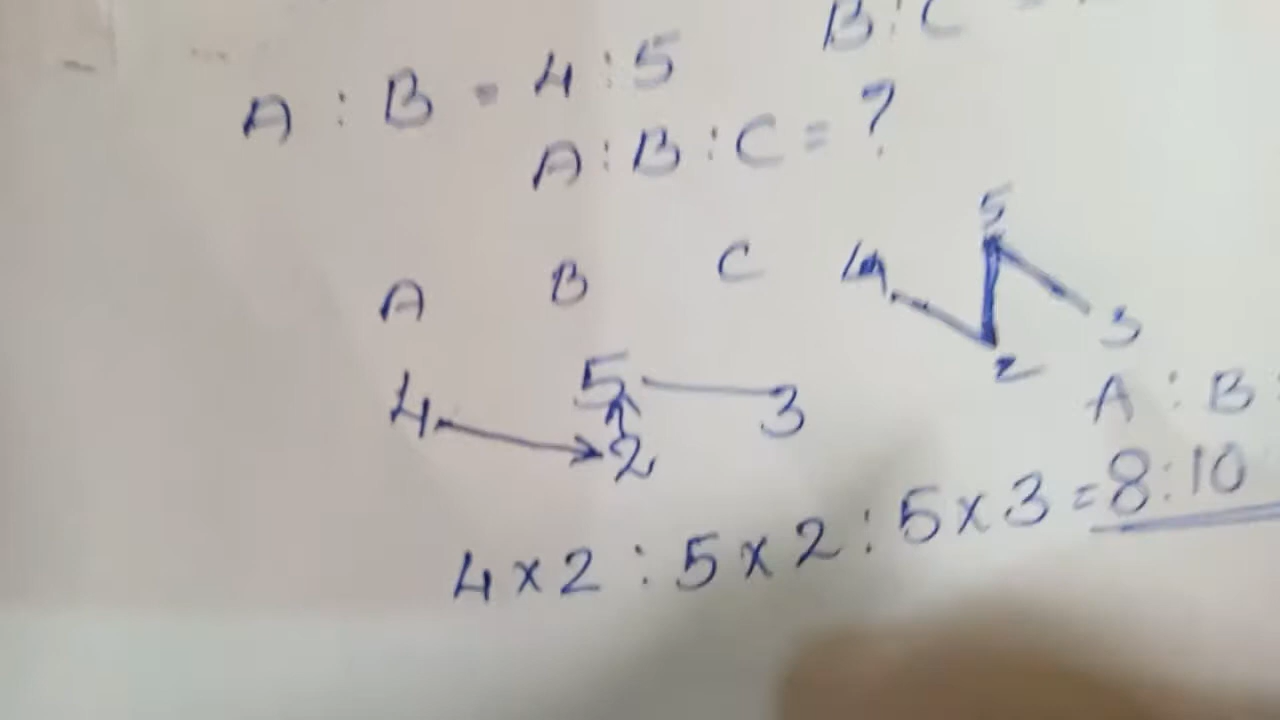 A : B = 4 : 5 B : C =
A : B : C = ?
A B C
4 5 3
2
4 5 3
2
A : B :
4 x 2 : 5 x 2 : 5 x 3 = 8 : 10